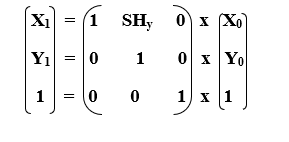 X₁ = 1 SHy 0 x X₀
Y₁ = 0 1 0 x Y₀
1 = 0 0 1 x 1